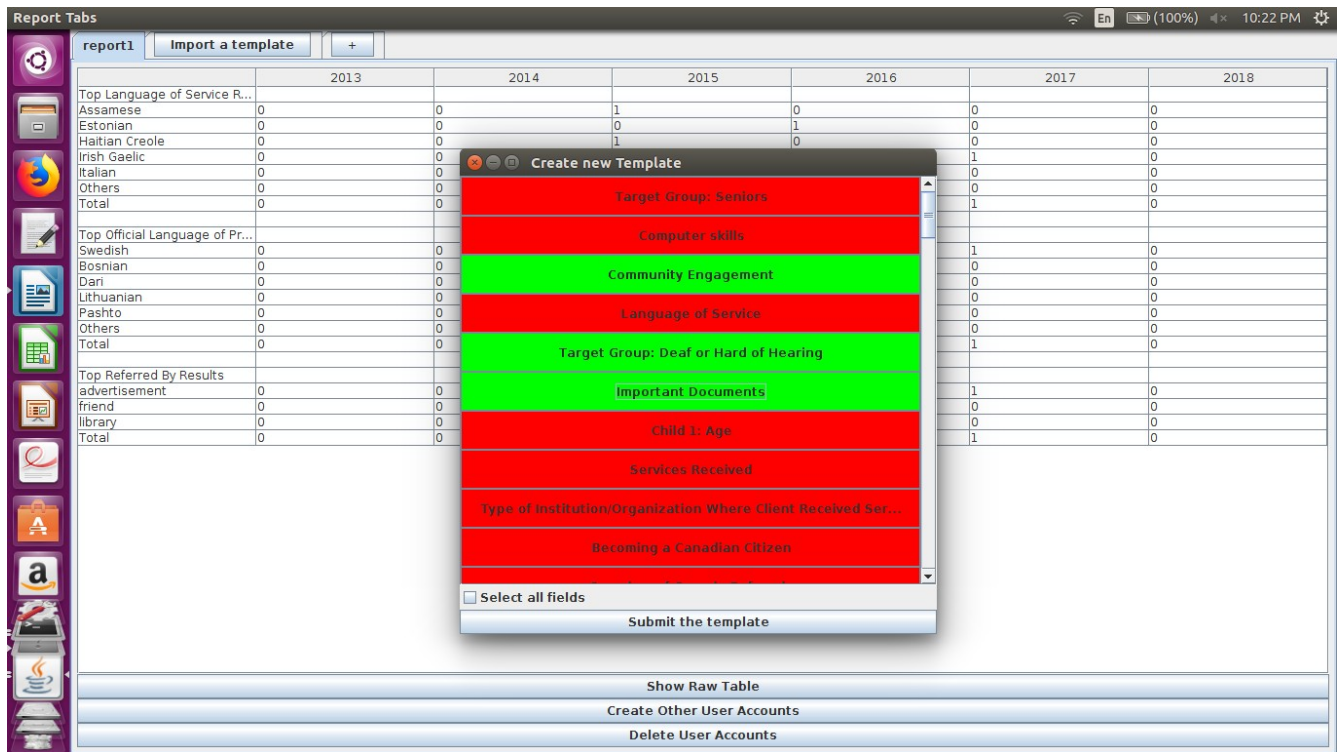 Report Tabs En (100%) 10:22 PM
report1 Import a template +
2013 2014 2015 2016 2017 2018
Top Language of Service R...
Assamese 0 0 1 0 0 0
Estonian 0 0 0 1 0 0
Haitian Creole 0 0 1 0 0 0
Irish Gaelic 0 0 1 0
Italian 0 0 0 0
Others 0 0 0 0
Total 0 0 1 0
Top Official Language of Pr...
Swedish 0 0 1 0
Bosnian 0 0 0 0
Dari 0 0 0 0
Lithuanian 0 0 0 0
Pashto 0 0 0 0
Others 0 0 0 0
Total 0 0 1 0
Top Referred By Results
advertisement 0 0 1 0
friend 0 0 0 0
library 0 0 0 0
Total 0 0 1 0
Create new Template
Target Group: Seniors
Computer skills
Community Engagement
Language of Service
Target Group: Deaf or Hard of Hearing
Important Documents
Child 1: Age
Services Received
Type of Institution/Organization Where Client Received Ser...
Becoming a Canadian Citizen
Select all fields
Submit the template
Show Raw Table
Create Other User Accounts
Delete User Accounts